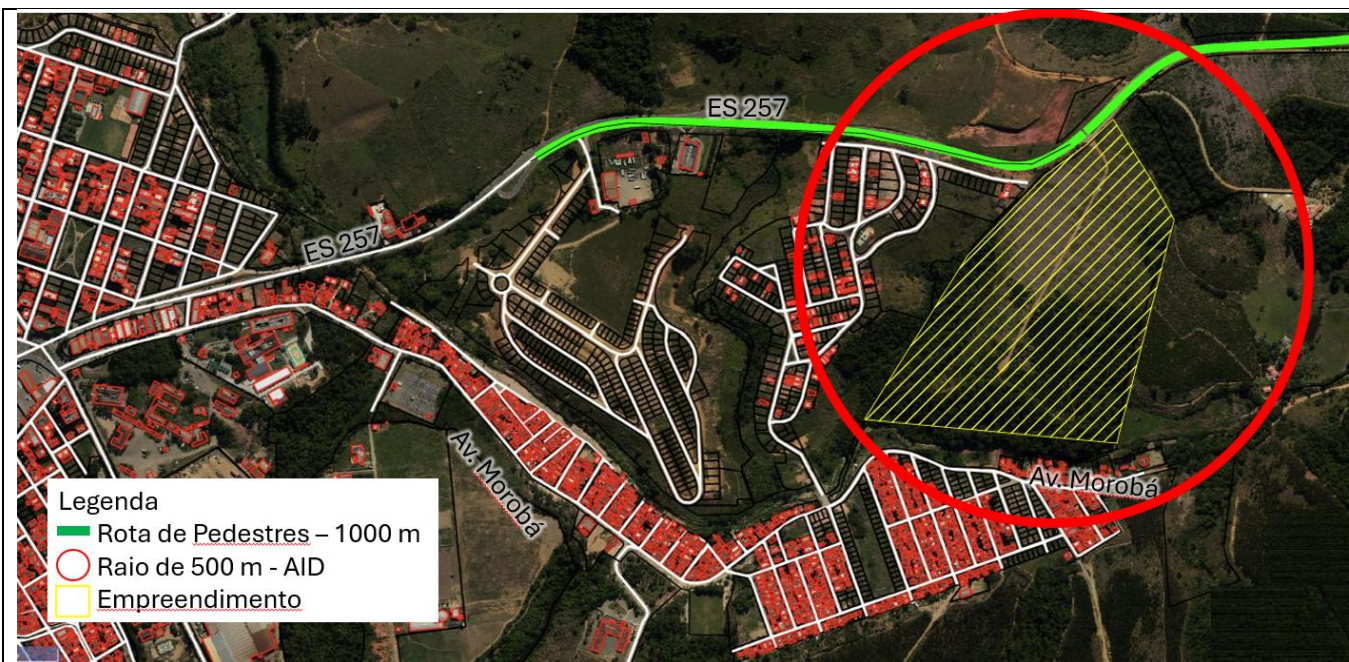 ES 257
ES 257
Av. Morobá
Av. Morobá
Legenda
Rota de Pedestres – 1000 m
Raio de 500 m - AID
Empreendimento